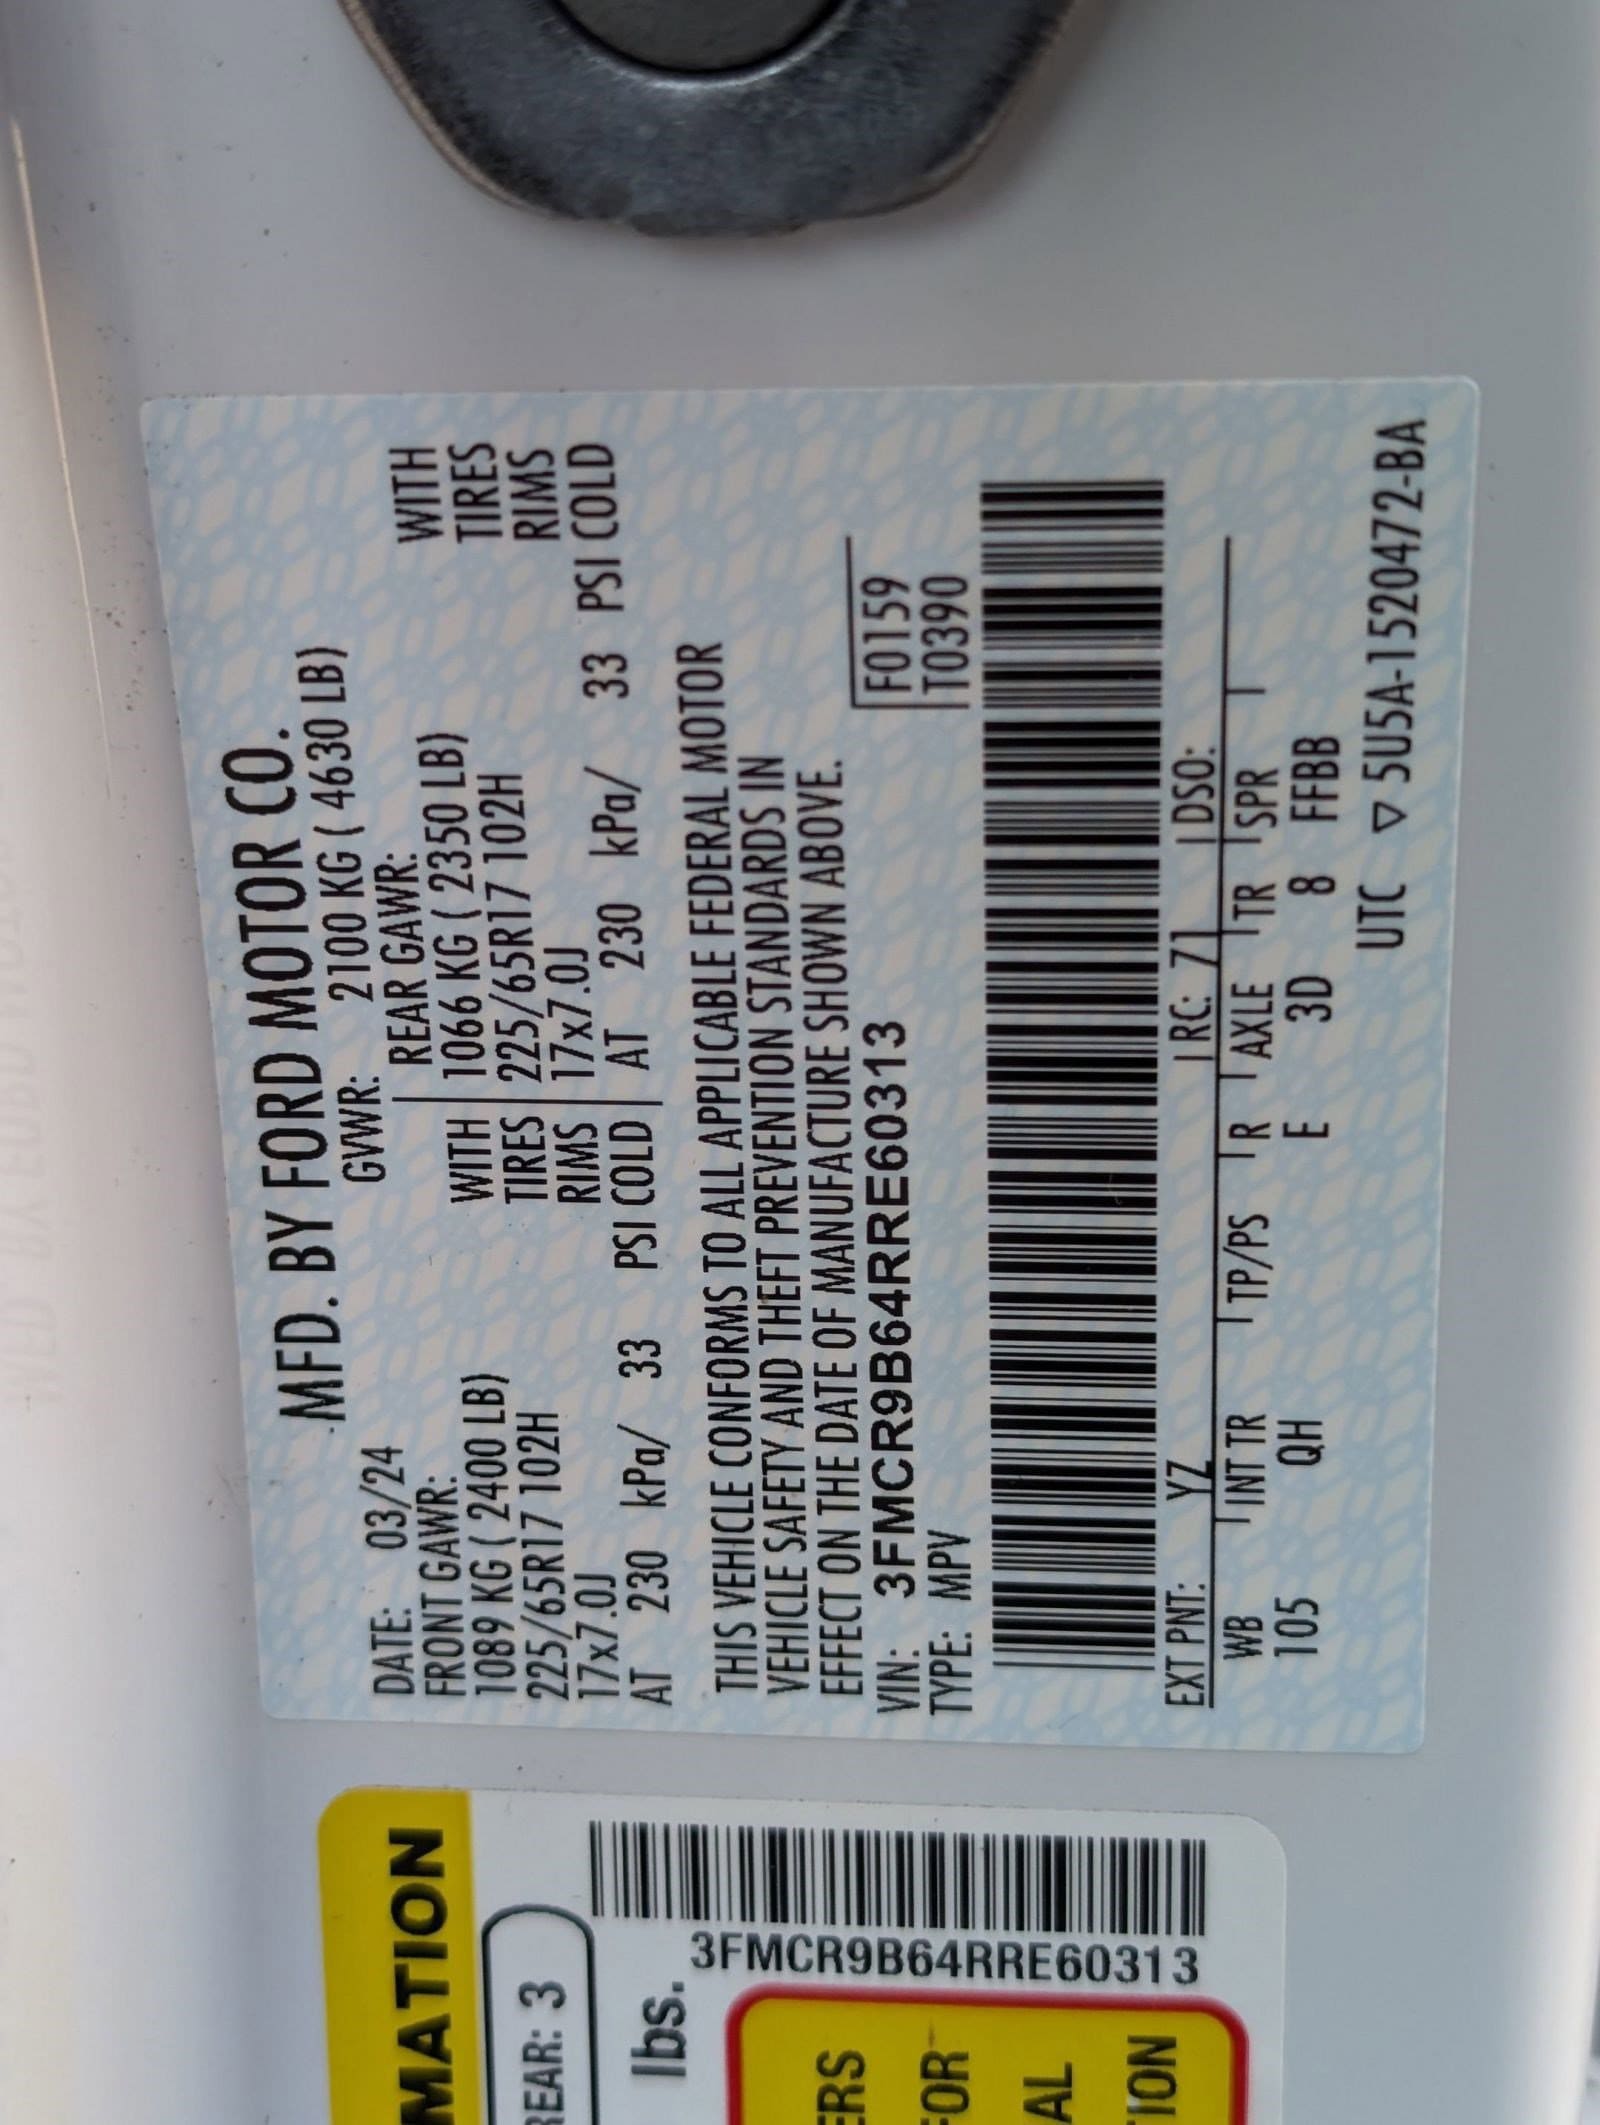 MFD. BY FORD MOTOR CO.
DATE: 03/24 GVWR: 2100 KG ( 4630 LB)
FRONT GAWR: REAR GAWR:
1089 KG ( 2400 LB) WITH 1066 KG ( 2350 LB) WITH
225/65R17 102H TIRES 225/65R17 102H TIRES
17x7.0J RIMS 17x7.0J RIMS
AT 230 kPa/ 33 PSI COLD AT 230 kPa/ 33 PSI COLD
THIS VEHICLE CONFORMS TO ALL APPLICABLE FEDERAL MOTOR
VEHICLE SAFETY AND THEFT PREVENTION STANDARDS IN
EFFECT ON THE DATE OF MANUFACTURE SHOWN ABOVE.
VIN: 3FMCR9B64RRE60313 F0159
TYPE: MPV T0390
EXT PNT: YZ RC: 71 DSO:
WB INT TR TP/PS R AXLE TR SPR
105 QH E 3D 8 FFBB
UTC ▽ 5U5A-1520472-BA
MATION
REAR: 3
lbs.
3FMCR9B64RRE60313
ERS
FOR
AL
TION